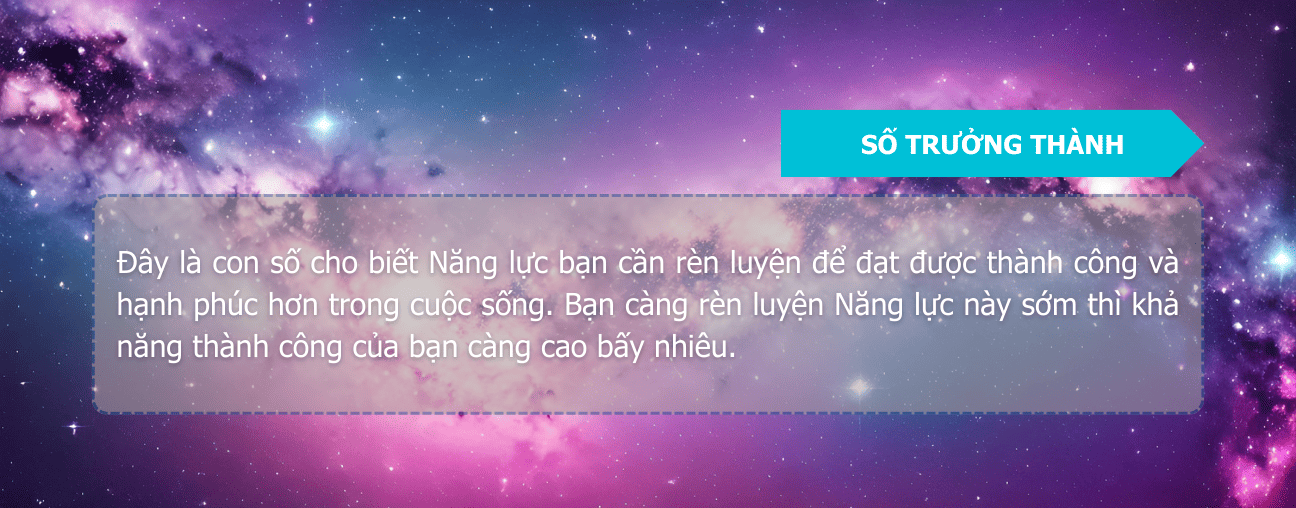 SỐ TRƯỞNG THÀNH
Đây là con số cho biết Năng lực bạn cần rèn luyện để đạt được thành công và
hạnh phúc hơn trong cuộc sống. Bạn càng rèn luyện Năng lực này sớm thì khả
năng thành công của bạn càng cao bấy nhiêu.